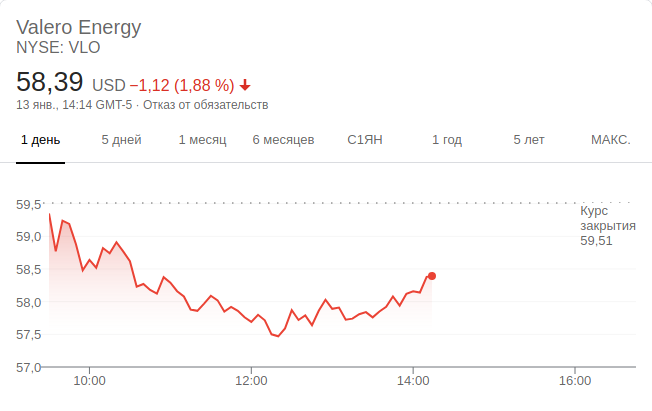 Valero Energy
NYSE: VLO
58,39 USD −1,12 (1,88 %)
13 янв., 14:14 GMT-5 · Отказ от обязательств
1 день 5 дней 1 месяц 6 месяцев С1ЯН 1 год 5 лет МАКС.
59,5
Курс
закрытия
59,51
59,0
58,5
58,0
57,5
57,0
10:00 12:00 14:00 16:00